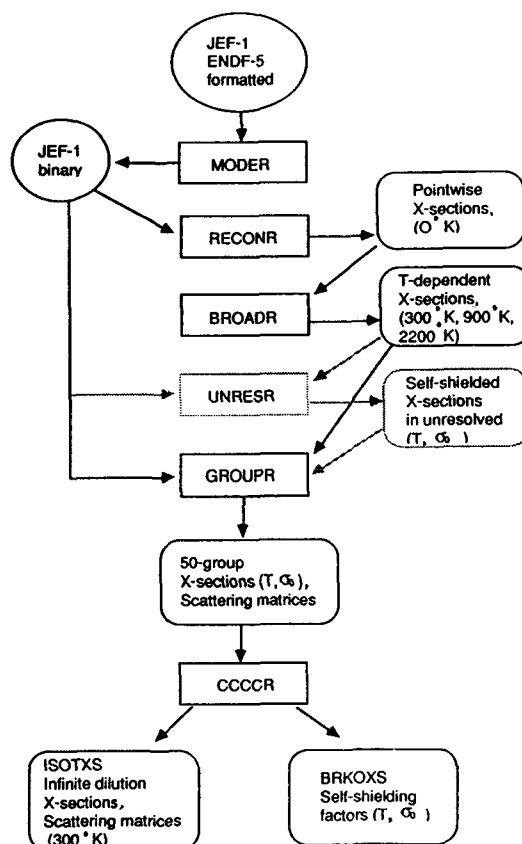 JEF-1
ENDF-5
formatted
JEF-1
binary
MODER
Pointwise
X-sections,
(0°K)
RECONR
T-dependent
X-sections,
(300°K, 900°K,
2200°K)
BROADR
UNRESR
Self-shielded
X-sections
in unresolved
(T, σ₀)
GROUPR
50-group
X-sections (T, σ₀),
Scattering matrices
CCCCR
ISOTXS
Infinite dilution
X-sections,
Scattering matrices
(300°K)
BRKOXS
Self-shielding
factors (T, σ₀)